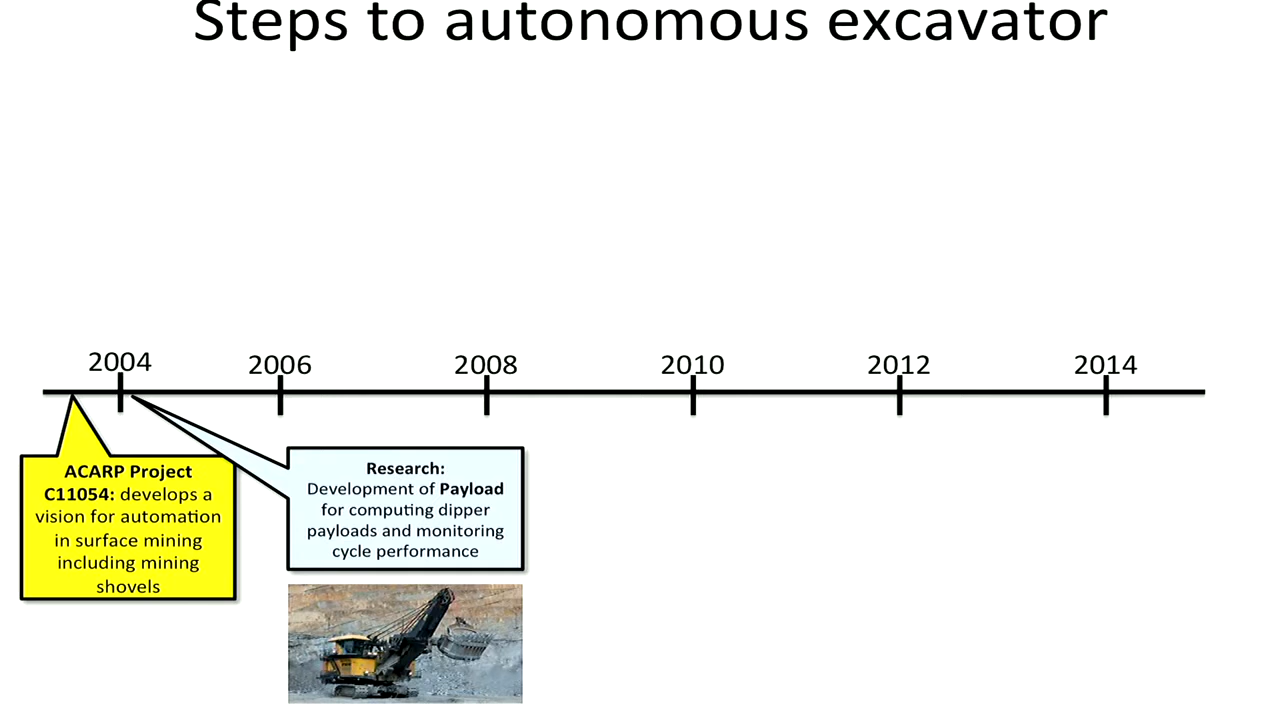 Steps to autonomous excavator
2004
2006
2008
2010
2012
2014
ACARP Project
C11054: develops a
vision for automation
in surface mining
including mining
shovels
Research:
Development of Payload
for computing dipper
payloads and monitoring
cycle performance